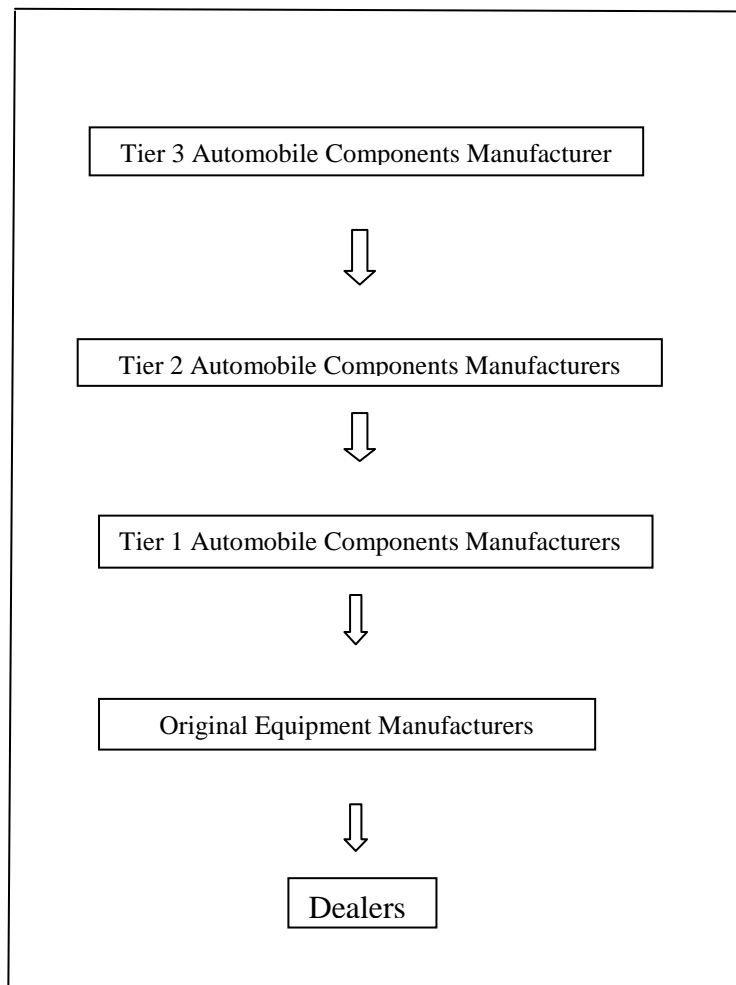 Tier 3 Automobile Components Manufacturer
Tier 2 Automobile Components Manufacturers
Tier 1 Automobile Components Manufacturers
Original Equipment Manufacturers
Dealers